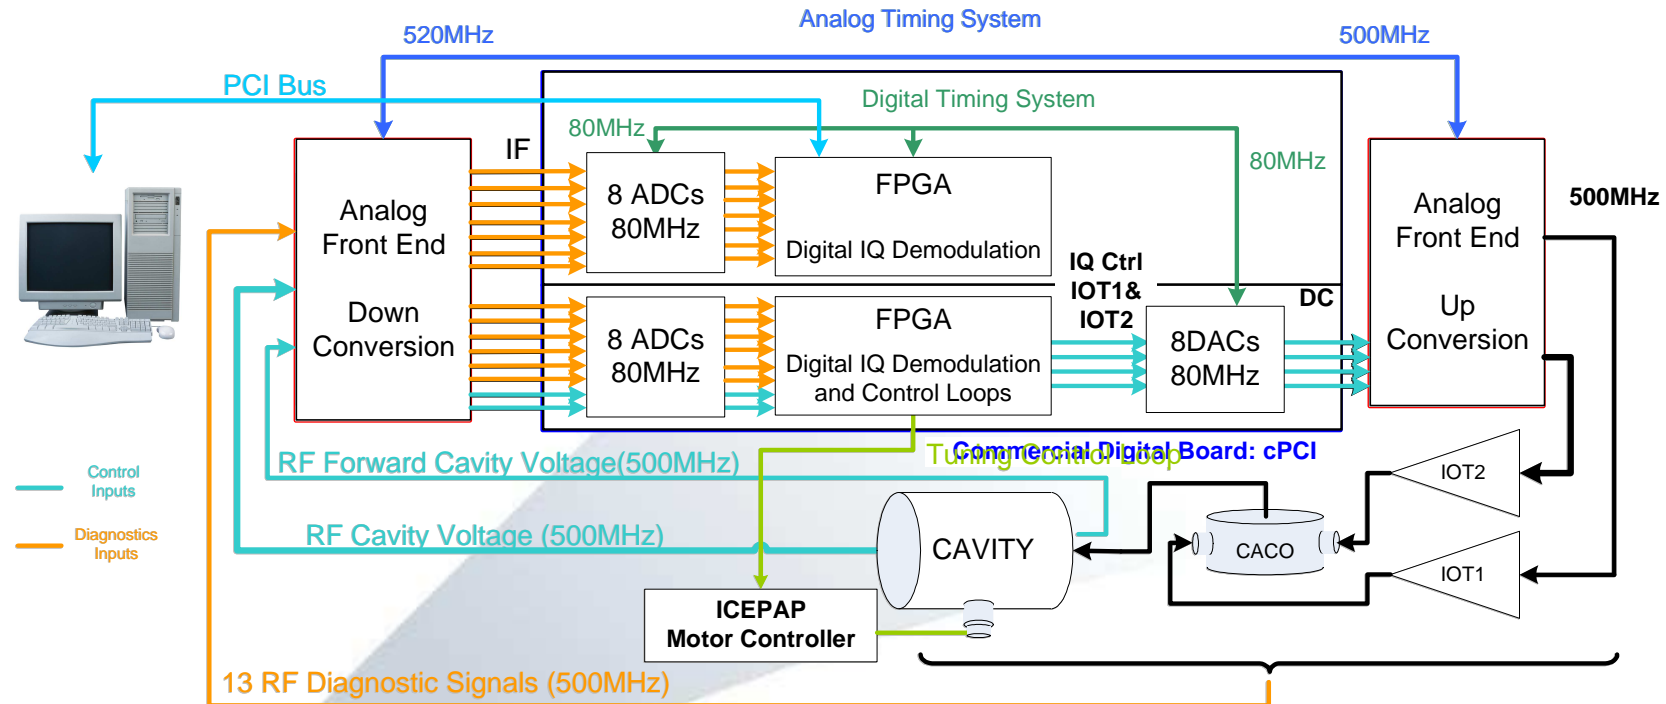 Analog Timing System
520MHz
500MHz
PCI Bus
Digital Timing System
80MHz
80MHz
IF
8 ADCs
80MHz
FPGA
Digital IQ Demodulation
Analog
Front End
Down
Conversion
Analog
Front End
Up
Conversion
500MHz
IQ Ctrl
IOT1&
IOT2
DC
8 ADCs
80MHz
FPGA
Digital IQ Demodulation
and Control Loops
8DACs
80MHz
Commercial Digital Board: cPCI
Tuning Control Loop
RF Forward Cavity Voltage(500MHz)
Control
Inputs
Diagnostics
Inputs
RF Cavity Voltage (500MHz)
CAVITY
CACO
IOT2
IOT1
ICEPAP
Motor Controller
13 RF Diagnostic Signals (500MHz)